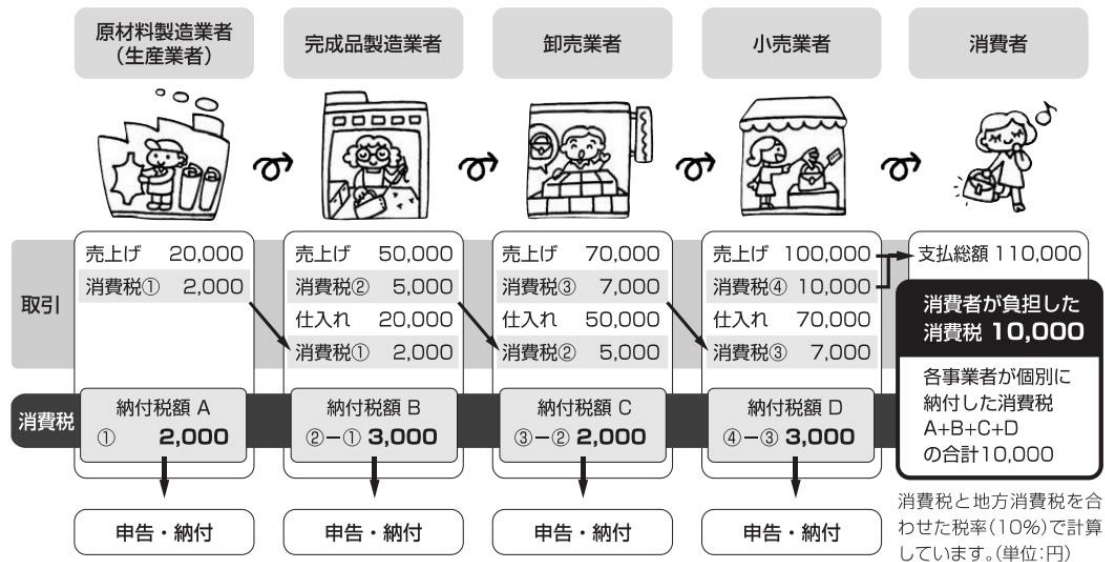 原材料製造業者
(生産業者)
完成品製造業者
卸売業者
小売業者
消費者
取引
売上げ 20,000
消費税① 2,000
売上げ 50,000
消費税② 5,000
仕入れ 20,000
消費税① 2,000
売上げ 70,000
消費税③ 7,000
仕入れ 50,000
消費税② 5,000
売上げ 100,000
消費税④ 10,000
仕入れ 70,000
消費税③ 7,000
支払総額 110,000
消費者が負担した
消費税 10,000
各事業者が個別に
納付した消費税
A+B+C+D
の合計10,000
消費税
納付税額 A
① 2,000
納付税額 B
②−① 3,000
納付税額 C
③−② 2,000
納付税額 D
④−③ 3,000
申告・納付
申告・納付
申告・納付
申告・納付
消費税と地方消費税を合
わせた税率(10%)で計算
しています。(単位:円)